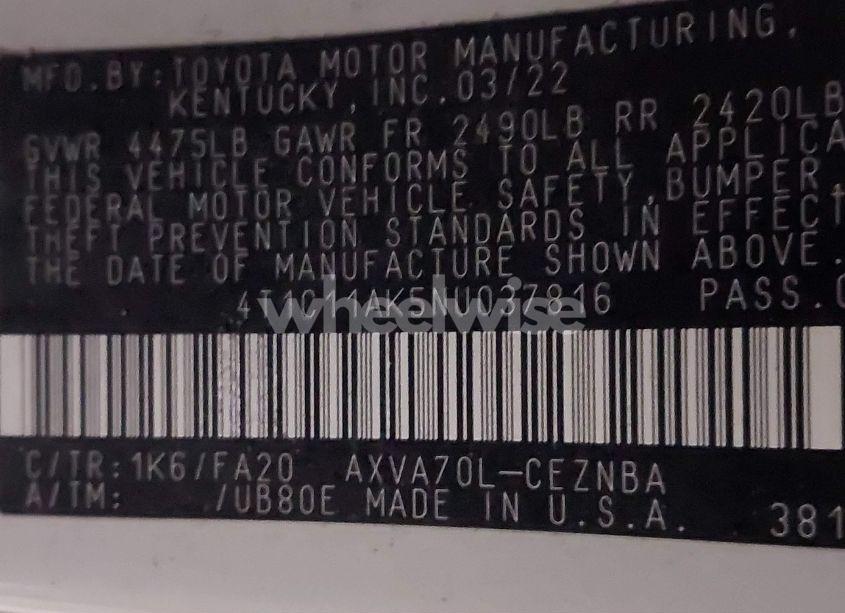 MFD.BY:TOYOTA MOTOR MANUFACTURING,
KENTUCKY,INC.03/22
GVWR 4475LB GAWR FR 2490LB RR 2420LB
THIS VEHICLE CONFORMS TO ALL APPLICA
FEDERAL MOTOR VEHICLE SAFETY,BUMPER,
THEFT PREVENTION STANDARDS IN EFFECT
THE DATE OF MANUFACTURE SHOWN ABOVE.
4T1C11AK5NU037816 PASS.C
wheelwise
C/TR:1K6/FA20 AXVA70L-CEZNBA
A/TM: /UB80E MADE IN U.S.A. 381